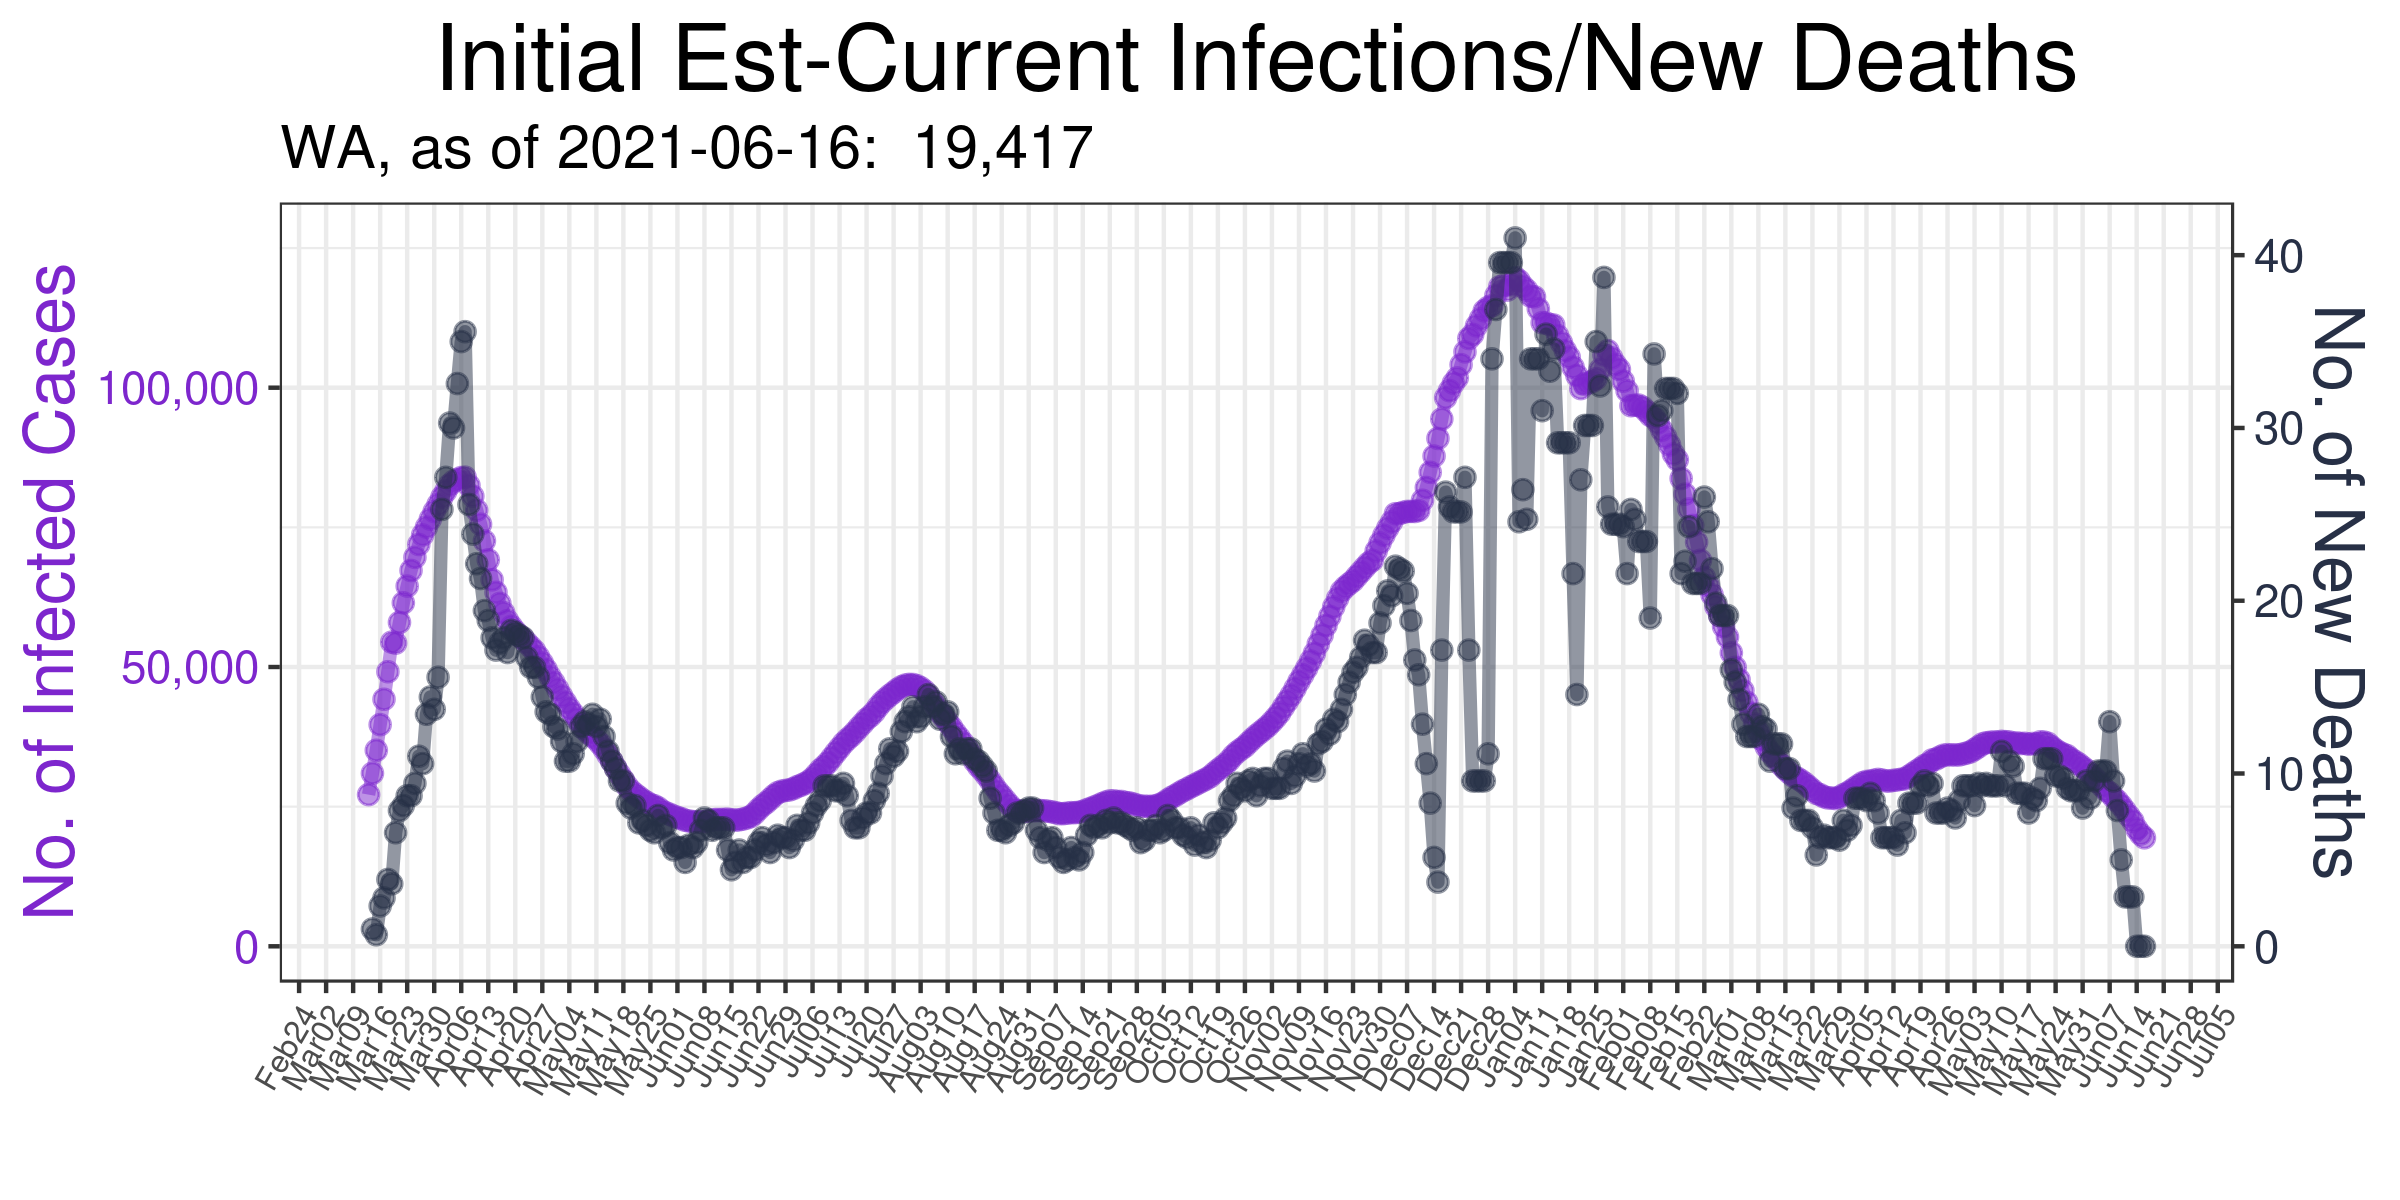 Initial Est-Current Infections/New Deaths
WA, as of 2021-06-16:  19,417
No. of Infected Cases
100,000
50,000
0
40
30
20
10
0
No. of New Deaths
Feb24
Mar02
Mar09
Mar16
Mar23
Mar30
Apr06
Apr13
Apr20
Apr27
May04
May11
May18
May25
Jun01
Jun08
Jun15
Jun22
Jun29
Jul06
Jul13
Jul20
Jul27
Aug03
Aug10
Aug17
Aug24
Aug31
Sep07
Sep14
Sep21
Sep28
Oct05
Oct12
Oct19
Oct26
Nov02
Nov09
Nov16
Nov23
Nov30
Dec07
Dec14
Dec21
Dec28
Jan04
Jan11
Jan18
Jan25
Feb01
Feb08
Feb15
Feb22
Mar01
Mar08
Mar15
Mar22
Mar29
Apr05
Apr12
Apr19
Apr26
May03
May10
May17
May24
May31
Jun07
Jun14
Jun21
Jun28
Jul05